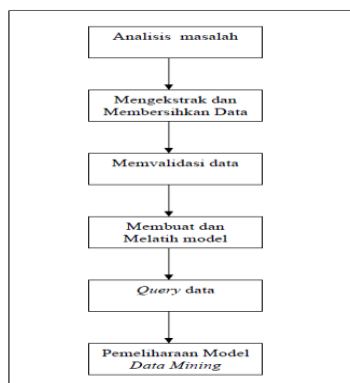 Analisis masalah
Mengekstrak dan
Membersihkan Data
Memvalidasi data
Membuat dan
Melatih model
Query data
Pemeliharaan Model
Data Mining